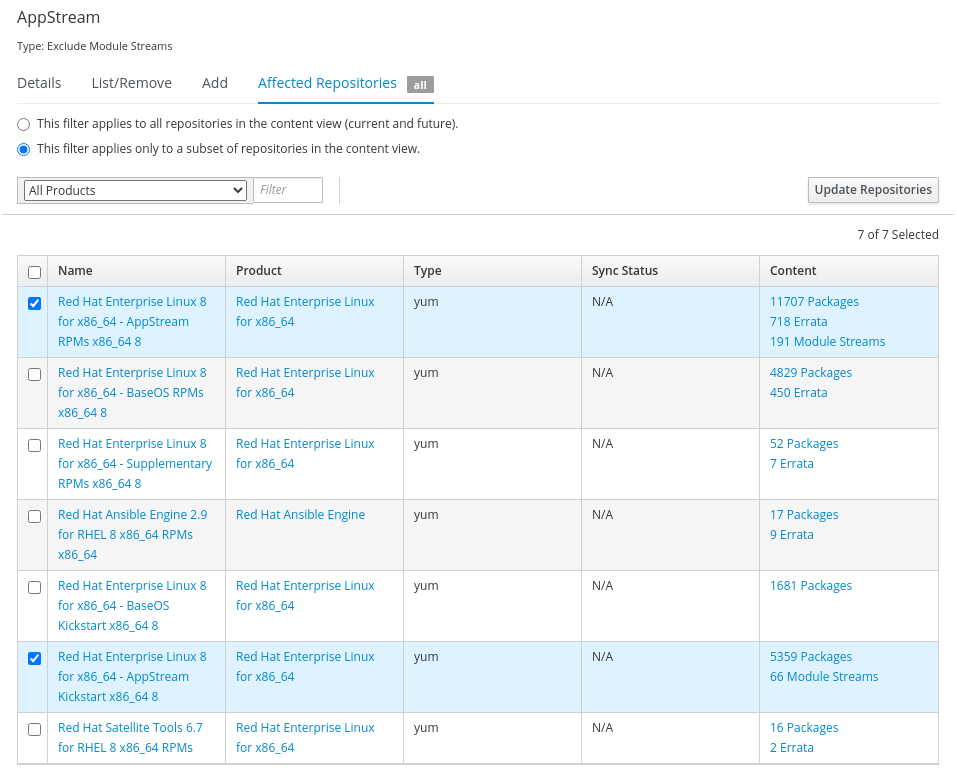 AppStream
Type: Exclude Module Streams
Details List/Remove Add Affected Repositories all
This filter applies to all repositories in the content view (current and future).
This filter applies only to a subset of repositories in the content view.
All Products Filter Update Repositories
7 of 7 Selected
Name Product Type Sync Status Content
Red Hat Enterprise Linux 8 Red Hat Enterprise Linux yum N/A 11707 Packages
for x86_64 - AppStream for x86_64 718 Errata
RPMs x86_64 8 191 Module Streams
Red Hat Enterprise Linux 8 Red Hat Enterprise Linux yum N/A 4829 Packages
for x86_64 - BaseOS RPMs for x86_64 450 Errata
x86_64 8
Red Hat Enterprise Linux 8 Red Hat Enterprise Linux yum N/A 52 Packages
for x86_64 - Supplementary for x86_64 7 Errata
RPMs x86_64 8
Red Hat Ansible Engine 2.9 Red Hat Ansible Engine yum N/A 17 Packages
for RHEL 8 x86_64 RPMs 9 Errata
x86_64
Red Hat Enterprise Linux 8 Red Hat Enterprise Linux yum N/A 1681 Packages
for x86_64 - BaseOS for x86_64
Kickstart x86_64 8
Red Hat Enterprise Linux 8 Red Hat Enterprise Linux yum N/A 5359 Packages
for x86_64 - AppStream for x86_64 66 Module Streams
Kickstart x86_64 8
Red Hat Satellite Tools 6.7 Red Hat Enterprise Linux yum N/A 16 Packages
for RHEL 8 x86_64 RPMs for x86_64 2 Errata